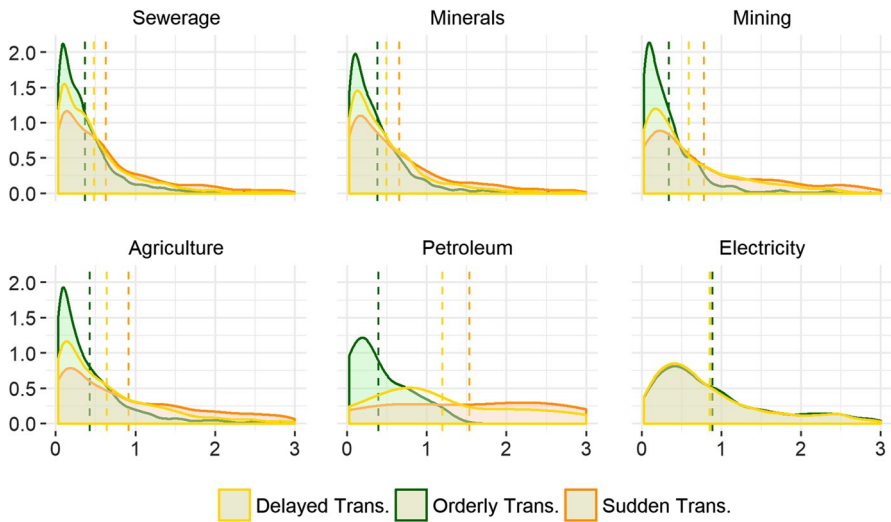 Sewerage Minerals Mining
2.0
1.5
1.0
0.5
0.0
Agriculture Petroleum Electricity
2.0
1.5
1.0
0.5
0.0
0 1 2 3 0 1 2 3 0 1 2 3
Delayed Trans. Orderly Trans. Sudden Trans.